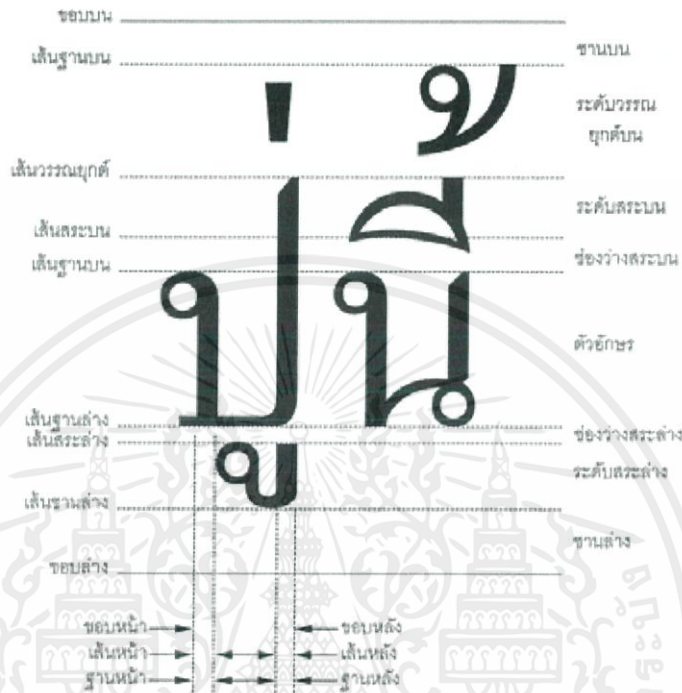 ขอบบน
เส้นฐานบน
ชานบน
ระดับวรรณ
ยุกต์บน
เส้นวรรณยุกต์
ระดับสระบน
เส้นสระบน
ช่องว่างสระบน
เส้นฐานบน
ปู่ นี้
ตัวอักษร
เส้นฐานล่าง
ช่องว่างสระล่าง
เส้นสระล่าง
ระดับสระล่าง
เส้นชานล่าง
ชานล่าง
ขอบล่าง
ขอบหน้า ขอบหลัง
เส้นหน้า เส้นหลัง
ฐานหน้า ฐานหลัง